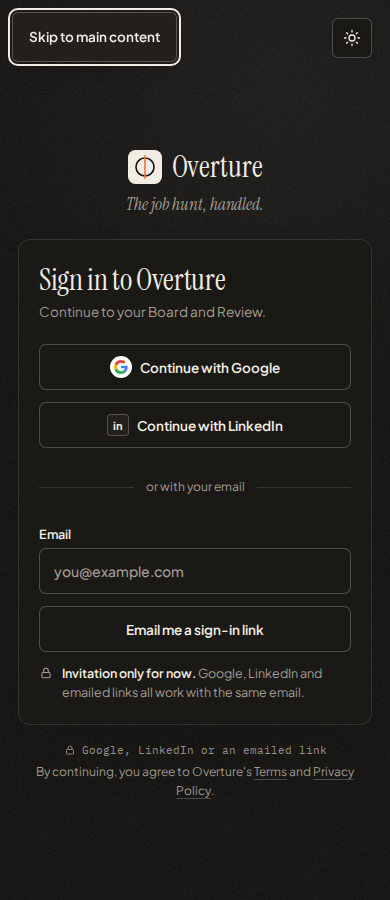 Skip to main content
Overture
The job hunt, handled.
Sign in to Overture
Continue to your Board and Review.
Continue with Google
in Continue with LinkedIn
or with your email
Email
you@example.com
Email me a sign-in link
Invitation only for now. Google, LinkedIn and
emailed links all work with the same email.
Google, LinkedIn or an emailed link
By continuing, you agree to Overture's Terms and Privacy
Policy.